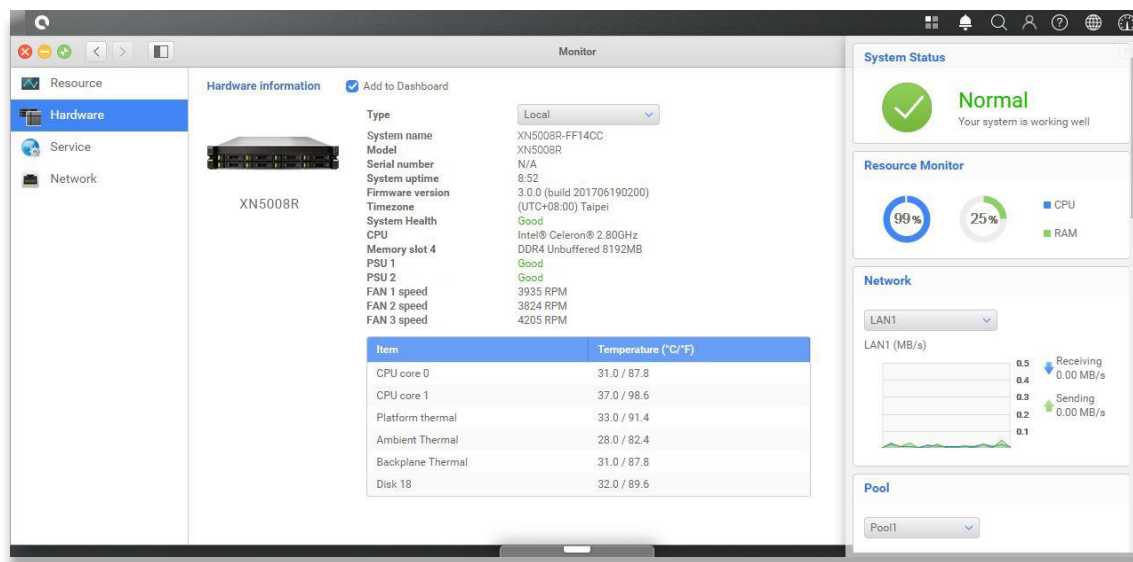 Monitor
Resource
Hardware
Service
Network
Hardware information
Add to Dashboard
XN5008R
Type Local
System name XN5008R-FF14CC
Model XN5008R
Serial number N/A
System uptime 8:52
Firmware version 3.0.0 (build 201706190200)
Timezone (UTC+08:00) Taipei
System Health Good
CPU Intel® Celeron® 2.80GHz
Memory slot 4 DDR4 Unbuffered 8192MB
PSU 1 Good
PSU 2 Good
FAN 1 speed 3935 RPM
FAN 2 speed 3824 RPM
FAN 3 speed 4205 RPM
Item Temperature (°C/°F)
CPU core 0 31.0 / 87.8
CPU core 1 37.0 / 98.6
Platform thermal 33.0 / 91.4
Ambient Thermal 28.0 / 82.4
Backplane Thermal 31.0 / 87.8
Disk 18 32.0 / 89.6
System Status
Normal
Your system is working well
Resource Monitor
99%
25%
CPU
RAM
Network
LAN1
LAN1 (MB/s)
0.5
0.4
0.3
0.2
0.1
Receiving
0.00 MB/s
Sending
0.00 MB/s
Pool
Pool1